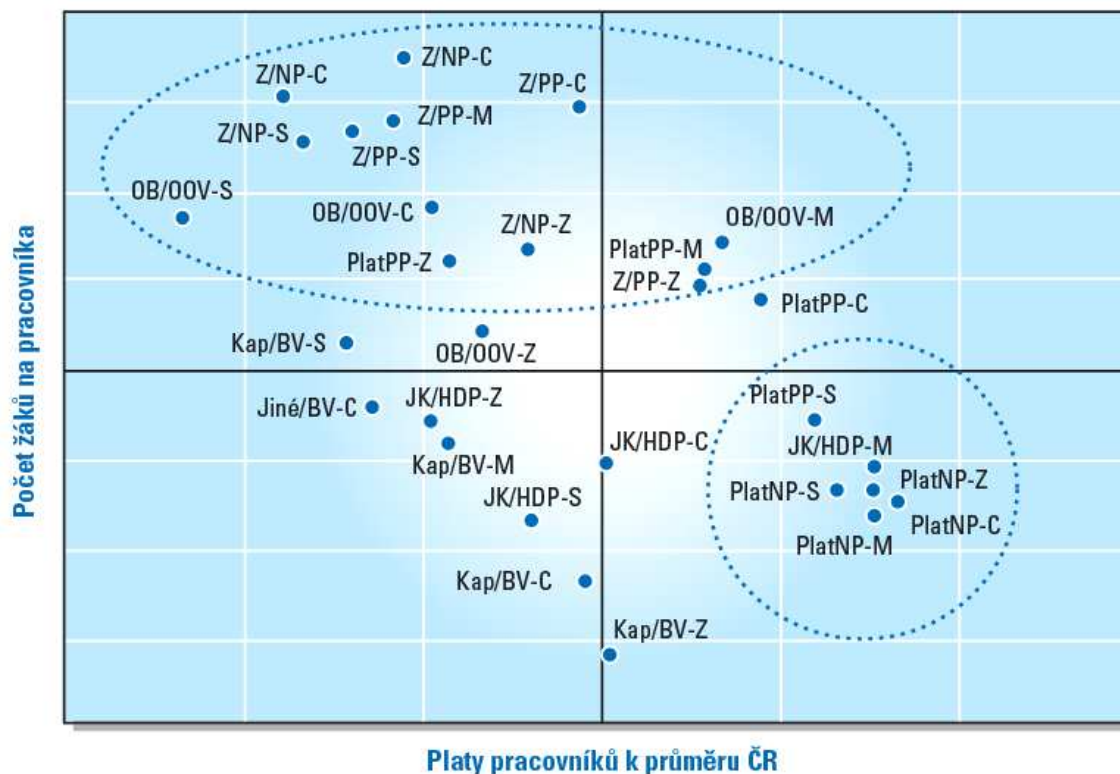 Z/NP-C
Z/NP-C
Z/PP-C
Z/PP-M
Z/NP-S
Z/PP-S
OB/OOV-S
OB/OOV-C
OB/OOV-M
Z/NP-Z
PlatPP-M
PlatPP-Z
Z/PP-Z
PlatPP-C
Kap/BV-S
OB/OOV-Z
PlatPP-S
Jiné/BV-C
JK/HDP-Z
JK/HDP-C
JK/HDP-M
Kap/BV-M
PlatNP-Z
PlatNP-S
JK/HDP-S
PlatNP-C
PlatNP-M
Kap/BV-C
Kap/BV-Z
Počet žáků na pracovníka
Platy pracovníků k průměru ČR